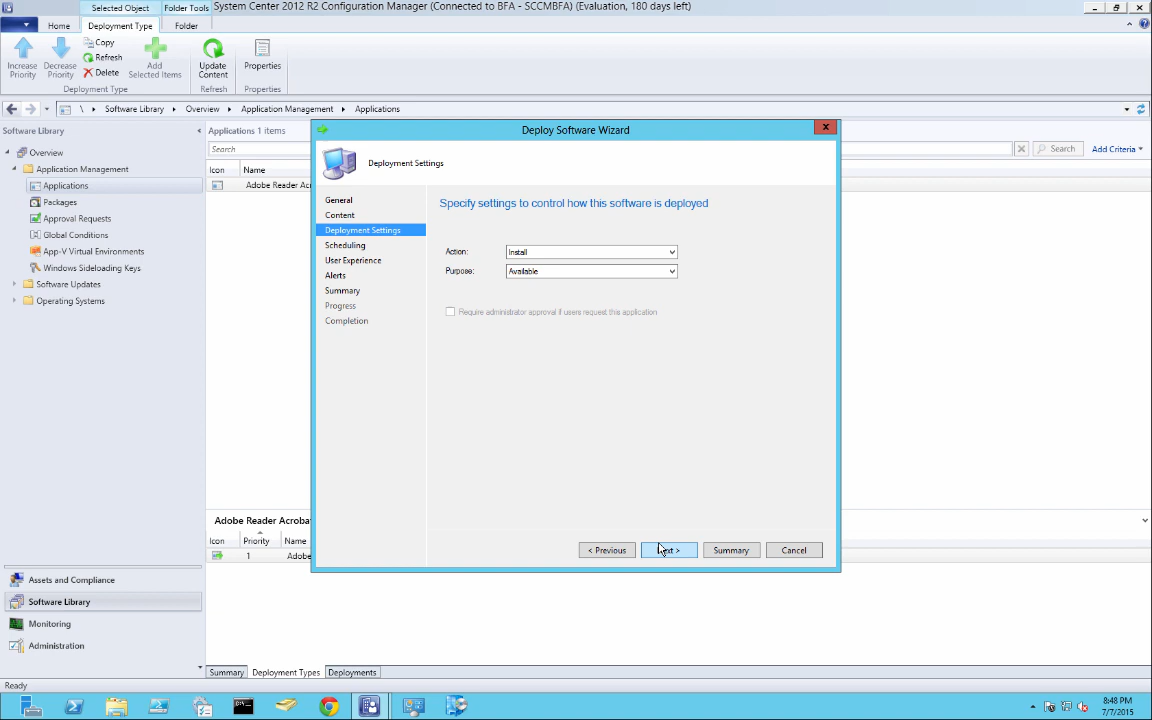 Selected Object Folder Tools System Center 2012 R2 Configuration Manager (Connected to BFA - SCCMBFA) (Evaluation, 180 days left)
Home Deployment Type Folder
Increase Priority
Decrease Priority
Copy
Refresh
Delete
Add Selected Items
Update Content
Properties
Deployment Type Refresh Properties
\ Software Library Overview Application Management Applications
Software Library
Overview
Application Management
Applications
Packages
Approval Requests
Global Conditions
App-V Virtual Environments
Windows Sideloading Keys
Software Updates
Operating Systems
Assets and Compliance
Software Library
Monitoring
Administration
Applications 1 items
Search Search Add Criteria
Icon Name
Adobe Reader Acr
Deploy Software Wizard
Deployment Settings
General
Content
Deployment Settings
Scheduling
User Experience
Alerts
Summary
Progress
Completion
Specify settings to control how this software is deployed
Action: Install
Purpose: Available
Require administrator approval if users request this application
< Previous
>
Summary
Cancel
Adobe Reader Acroba
Icon Priority Name
1 Adobe
Summary Deployment Types Deployments
Ready
8:48 PM
7/7/2015